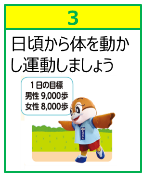 3
日頃から体を動か
し運動しましょう
1日の目標
男性 9,000歩
女性 8,000歩